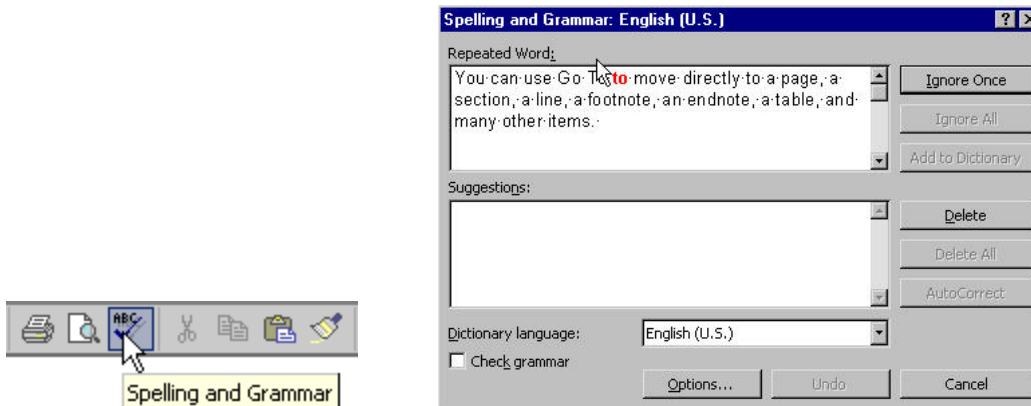 Spelling and Grammar: English (U.S.)
Repeated Word:
You can use Go To to move directly to a page, a
section, a line, a footnote, an endnote, a table, and
many other items.
Ignore Once
Ignore All
Add to Dictionary
Suggestions:
Delete
Delete All
AutoCorrect
Dictionary language:
English (U.S.)
Check grammar
Options...
Undo
Cancel
ABC
Spelling and Grammar